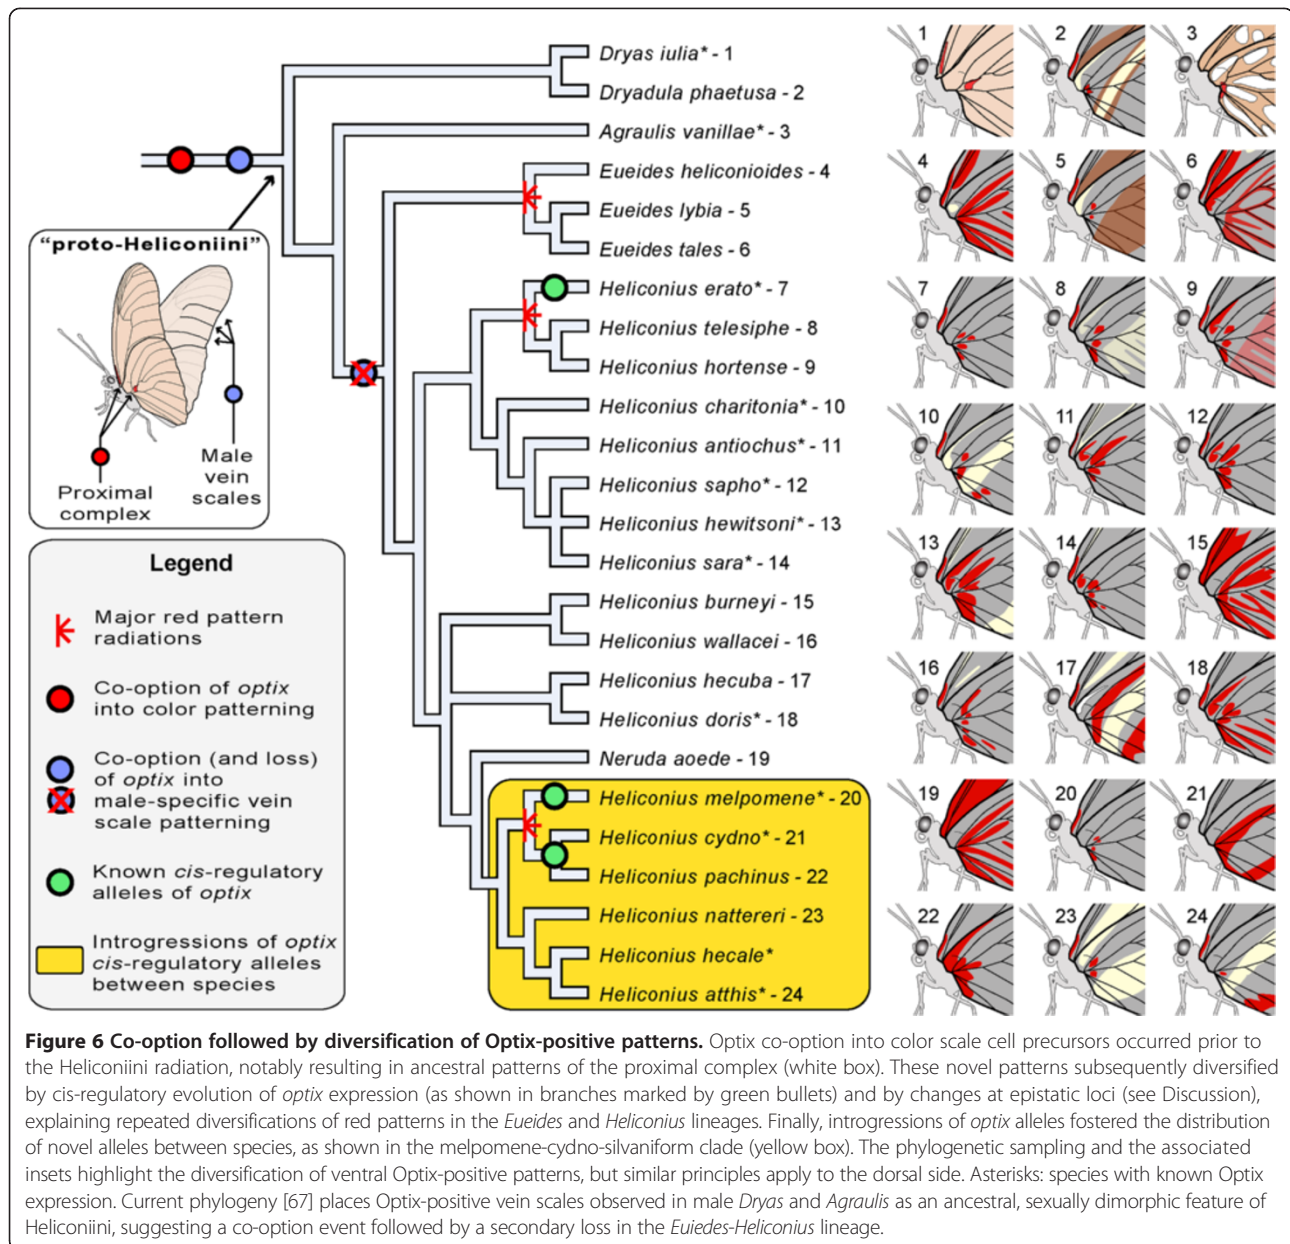 Dryas iulia* - 1
Dryadula phaetusa - 2
Agraulis vanillae* - 3
Eueides heliconioides - 4
Eueides lybia - 5
Eueides tales - 6
Heliconius erato* - 7
Heliconius telesiphe - 8
Heliconius hortense - 9
Heliconius charitonia* - 10
Heliconius antiochus* - 11
Heliconius sapho* - 12
Heliconius hewitsoni* - 13
Heliconius sara* - 14
Heliconius burneyi - 15
Heliconius wallacei - 16
Heliconius hecuba - 17
Heliconius doris* - 18
Neruda aoede - 19
Heliconius melpomene* - 20
Heliconius cydno* - 21
Heliconius pachinus - 22
Heliconius nattereri - 23
Heliconius hecale*
Heliconius atthis* - 24
"proto-Heliconiini"
Proximal
complex
Male
vein
scales
Legend
Major red pattern
radiations
Co-option of optix
into color patterning
Co-option (and loss)
of optix into
male-specific vein
scale patterning
Known cis-regulatory
alleles of optix
Introgressions of optix
cis-regulatory alleles
between species
1 2 3
4 5 6
7 8 9
10 11 12
13 14 15
16 17 18
19 20 21
22 23 24
Figure 6 Co-option followed by diversification of Optix-positive patterns. Optix co-option into color scale cell precursors occurred prior to
the Heliconiini radiation, notably resulting in ancestral patterns of the proximal complex (white box). These novel patterns subsequently diversified
by cis-regulatory evolution of optix expression (as shown in branches marked by green bullets) and by changes at epistatic loci (see Discussion),
explaining repeated diversifications of red patterns in the Eueides and Heliconius lineages. Finally, introgressions of optix alleles fostered the distribution
of novel alleles between species, as shown in the melpomene-cydno-silvaniform clade (yellow box). The phylogenetic sampling and the associated
insets highlight the diversification of ventral Optix-positive patterns, but similar principles apply to the dorsal side. Asterisks: species with known Optix
expression. Current phylogeny [67] places Optix-positive vein scales observed in male Dryas and Agraulis as an ancestral, sexually dimorphic feature of
Heliconiini, suggesting a co-option event followed by a secondary loss in the Euiedes-Heliconius lineage.